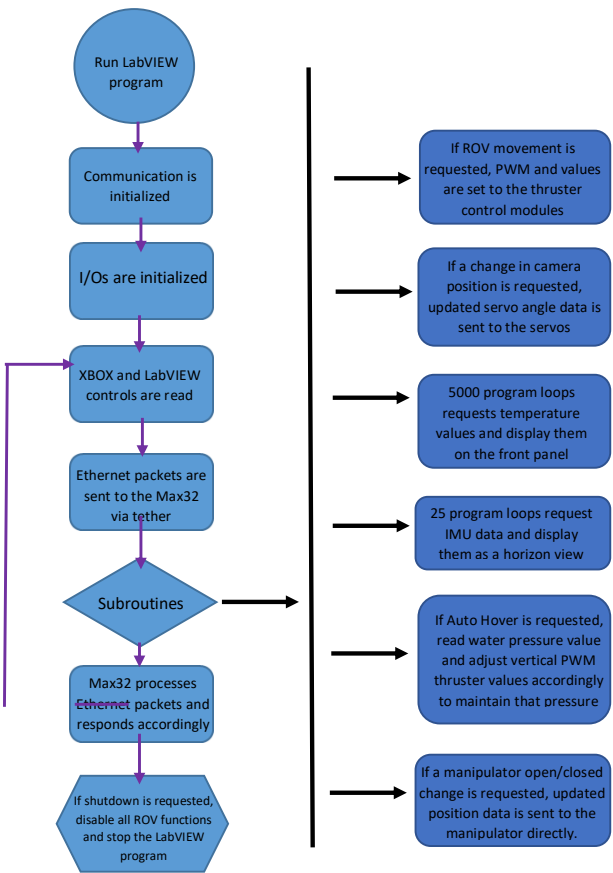 Run LabVIEW
program
Communication is
initialized
I/Os are initialized
XBOX and LabVIEW
controls are read
Ethernet packets are
sent to the Max32
via tether
Subroutines
Max32 processes
Ethernet packets and
responds accordingly
If shutdown is requested,
disable all ROV functions
and stop the LabVIEW
program
If ROV movement is
requested, PWM and values
are set to the thruster
control modules
If a change in camera
position is requested,
updated servo angle data is
sent to the servos
5000 program loops
requests temperature
values and display them
on the front panel
25 program loops request
IMU data and display
them as a horizon view
If Auto Hover is requested,
read water pressure value
and adjust vertical PWM
thruster values accordingly
to maintain that pressure
If a manipulator open/closed
change is requested, updated
position data is sent to the
manipulator directly.